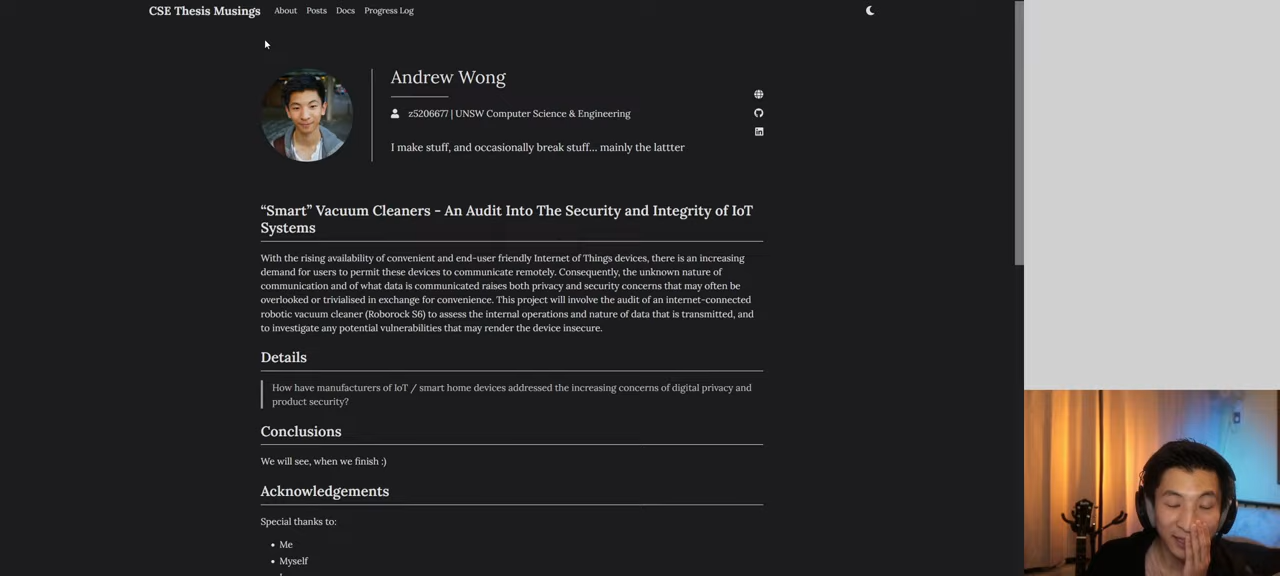 CSE Thesis Musings About Posts Docs Progress Log
Andrew Wong
z5206677 | UNSW Computer Science & Engineering
I make stuff, and occasionally break stuff... mainly the lattter
“Smart” Vacuum Cleaners - An Audit Into The Security and Integrity of IoT
Systems
With the rising availability of convenient and end-user friendly Internet of Things devices, there is an increasing
demand for users to permit these devices to communicate remotely. Consequently, the unknown nature of
communication and of what data is communicated raises both privacy and security concerns that may often be
overlooked or trivialised in exchange for convenience. This project will involve the audit of an internet-connected
robotic vacuum cleaner (Roborock S6) to assess the internal operations and nature of data that is transmitted, and
to investigate any potential vulnerabilities that may render the device insecure.
Details
How have manufacturers of IoT / smart home devices addressed the increasing concerns of digital privacy and
product security?
Conclusions
We will see, when we finish :)
Acknowledgements
Special thanks to:
• Me
• Myself